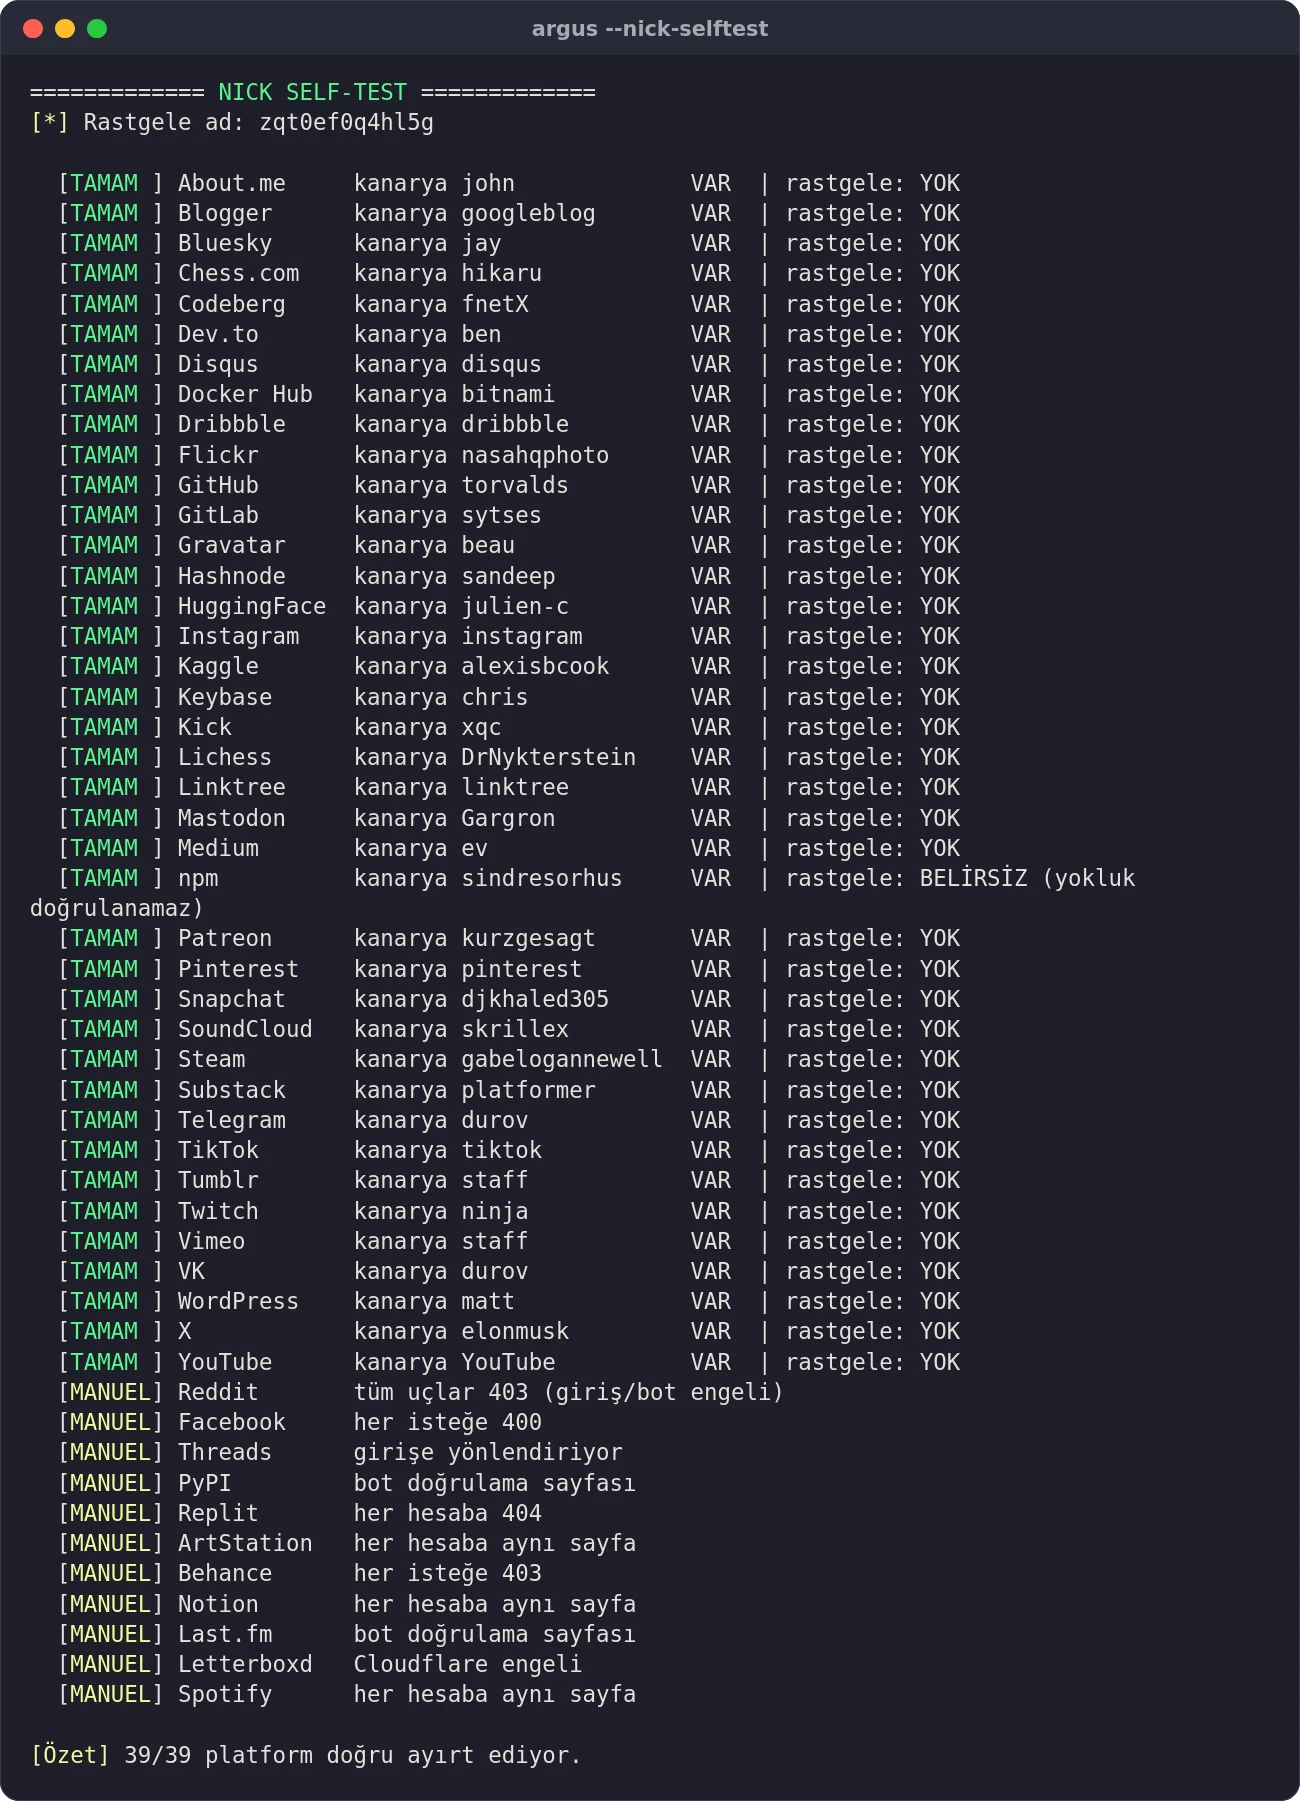 argus --nick-selftest
============= NICK SELF-TEST =============
[*] Rastgele ad: zqt0ef0q4hl5g
[TAMAM ] About.me     kanarya john             VAR  | rastgele: YOK
[TAMAM ] Blogger      kanarya googleblog       VAR  | rastgele: YOK
[TAMAM ] Bluesky      kanarya jay              VAR  | rastgele: YOK
[TAMAM ] Chess.com    kanarya hikaru           VAR  | rastgele: YOK
[TAMAM ] Codeberg     kanarya fnetX            VAR  | rastgele: YOK
[TAMAM ] Dev.to       kanarya ben              VAR  | rastgele: YOK
[TAMAM ] Disqus       kanarya disqus           VAR  | rastgele: YOK
[TAMAM ] Docker Hub   kanarya bitnami          VAR  | rastgele: YOK
[TAMAM ] Dribbble     kanarya dribbble         VAR  | rastgele: YOK
[TAMAM ] Flickr       kanarya nasahqphoto      VAR  | rastgele: YOK
[TAMAM ] GitHub       kanarya torvalds         VAR  | rastgele: YOK
[TAMAM ] GitLab       kanarya sytses           VAR  | rastgele: YOK
[TAMAM ] Gravatar     kanarya beau             VAR  | rastgele: YOK
[TAMAM ] Hashnode     kanarya sandeep          VAR  | rastgele: YOK
[TAMAM ] HuggingFace  kanarya julien-c         VAR  | rastgele: YOK
[TAMAM ] Instagram    kanarya instagram        VAR  | rastgele: YOK
[TAMAM ] Kaggle       kanarya alexisbcook      VAR  | rastgele: YOK
[TAMAM ] Keybase      kanarya chris            VAR  | rastgele: YOK
[TAMAM ] Kick         kanarya xqc              VAR  | rastgele: YOK
[TAMAM ] Lichess      kanarya DrNykterstein    VAR  | rastgele: YOK
[TAMAM ] Linktree     kanarya linktree         VAR  | rastgele: YOK
[TAMAM ] Mastodon     kanarya Gargron          VAR  | rastgele: YOK
[TAMAM ] Medium       kanarya ev               VAR  | rastgele: YOK
[TAMAM ] npm          kanarya sindresorhus     VAR  | rastgele: BELİRSİZ (yokluk
doğrulanamaz)
[TAMAM ] Patreon      kanarya kurzgesagt       VAR  | rastgele: YOK
[TAMAM ] Pinterest    kanarya pinterest        VAR  | rastgele: YOK
[TAMAM ] Snapchat     kanarya djkhaled305      VAR  | rastgele: YOK
[TAMAM ] SoundCloud   kanarya skrillex         VAR  | rastgele: YOK
[TAMAM ] Steam        kanarya gabelogannewell  VAR  | rastgele: YOK
[TAMAM ] Substack     kanarya platformer       VAR  | rastgele: YOK
[TAMAM ] Telegram     kanarya durov            VAR  | rastgele: YOK
[TAMAM ] TikTok       kanarya tiktok           VAR  | rastgele: YOK
[TAMAM ] Tumblr       kanarya staff            VAR  | rastgele: YOK
[TAMAM ] Twitch       kanarya ninja            VAR  | rastgele: YOK
[TAMAM ] Vimeo        kanarya staff            VAR  | rastgele: YOK
[TAMAM ] VK           kanarya durov            VAR  | rastgele: YOK
[TAMAM ] WordPress    kanarya matt             VAR  | rastgele: YOK
[TAMAM ] X            kanarya elonmusk         VAR  | rastgele: YOK
[TAMAM ] YouTube      kanarya YouTube          VAR  | rastgele: YOK
[MANUEL] Reddit       tüm uçlar 403 (giriş/bot engeli)
[MANUEL] Facebook     her isteğe 400
[MANUEL] Threads      girişe yönlendiriyor
[MANUEL] PyPI         bot doğrulama sayfası
[MANUEL] Replit       her hesaba 404
[MANUEL] ArtStation   her hesaba aynı sayfa
[MANUEL] Behance      her isteğe 403
[MANUEL] Notion       her hesaba aynı sayfa
[MANUEL] Last.fm      bot doğrulama sayfası
[MANUEL] Letterboxd   Cloudflare engeli
[MANUEL] Spotify      her hesaba aynı sayfa
[Özet] 39/39 platform doğru ayırt ediyor.